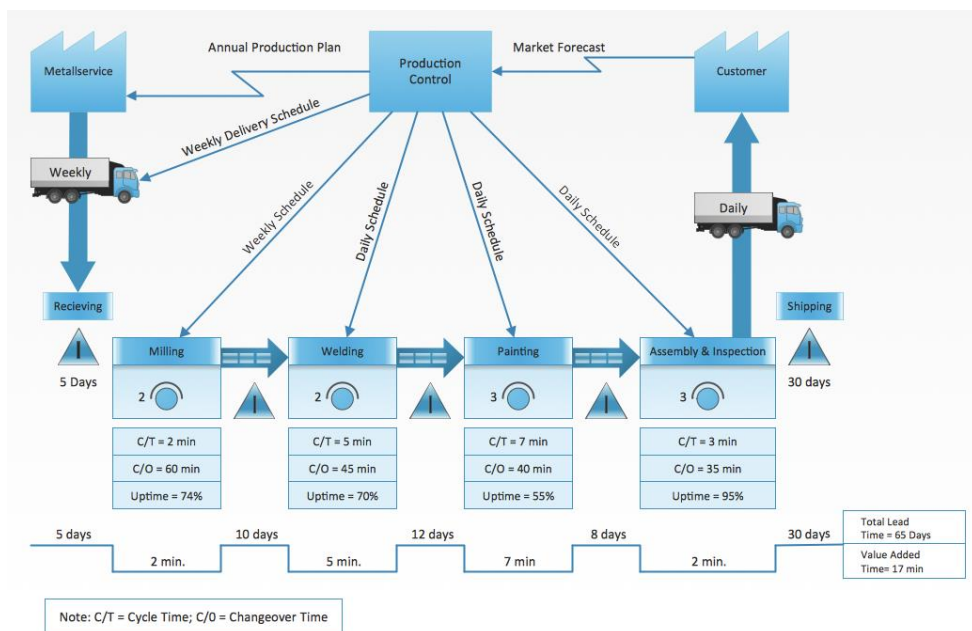 Metallservice
Annual Production Plan
Production
Control
Market Forecast
Customer
Weekly Delivery Schedule
Weekly
Weekly Schedule
Daily Schedule
Daily Schedule
Daily Schedule
Daily
Recieving
Shipping
I
5 Days
I
30 days
Milling
Welding
Painting
Assembly & Inspection
2
I
2
I
3
I
3
C/T = 2 min
C/O = 60 min
Uptime = 74%
C/T = 5 min
C/O = 45 min
Uptime = 70%
C/T = 7 min
C/O = 40 min
Uptime = 55%
C/T = 3 min
C/O = 35 min
Uptime = 95%
5 days
10 days
12 days
8 days
30 days
2 min.
5 min.
7 min
2 min.
Total Lead
Time = 65 Days
Value Added
Time= 17 min
Note: C/T = Cycle Time; C/0 = Changeover Time